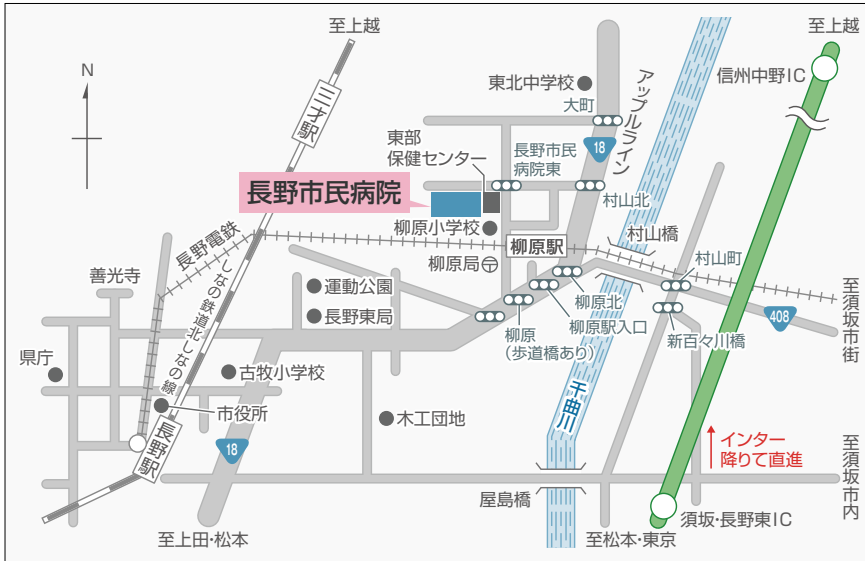 至上越
至上越
N
三才駅
東北中学校
大町
アップルライン
信州中野IC
18
東部
保健センター
長野市民
病院東
村山北
長野市民病院
柳原小学校
長野電鉄
柳原駅
村山橋
柳原局
村山町
善光寺
しなの鉄道北しなの線
運動公園
長野東局
柳原北
柳原駅入口
柳原
(歩道橋あり)
新百々川橋
408
至須坂市街
県庁
古牧小学校
市役所
木工団地
千曲川
長野駅
18
インター
降りて直進
至須坂市内
屋島橋
須坂・長野東IC
至上田・松本
至松本・東京